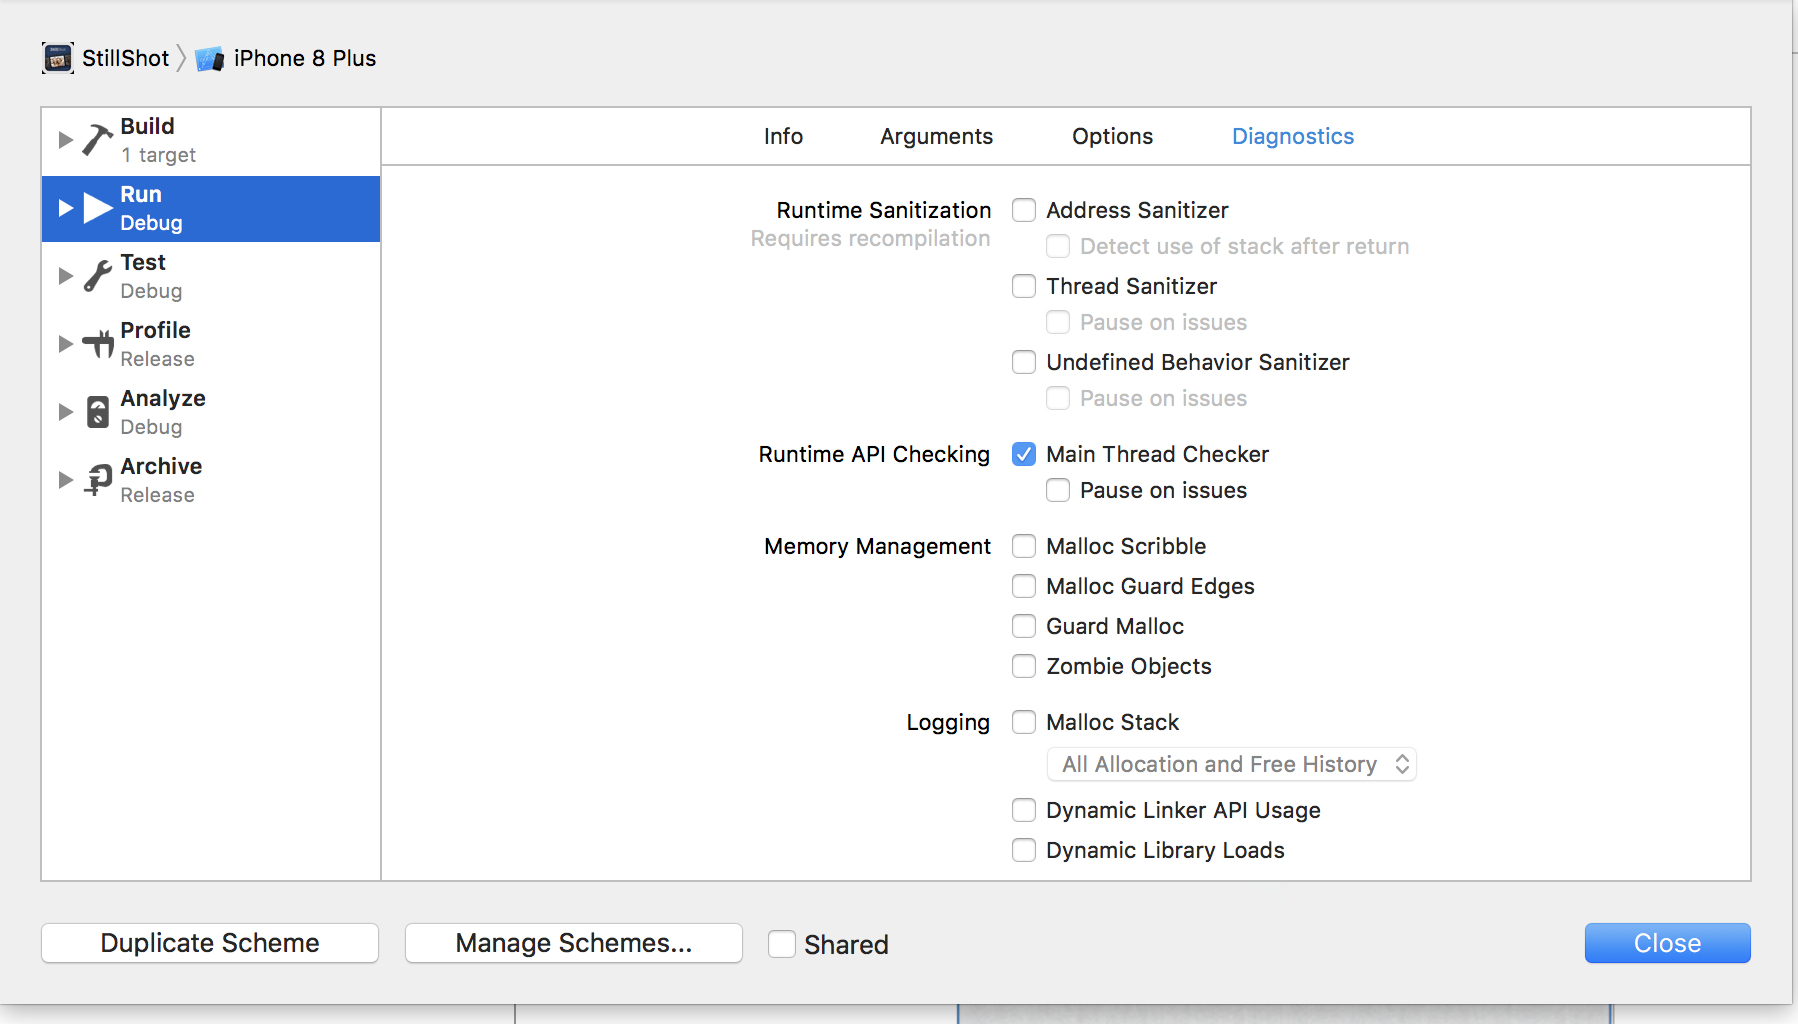 StillShot
iPhone 8 Plus
Build
1 target
Run
Debug
Test
Debug
Profile
Release
Analyze
Debug
Archive
Release
Info Arguments Options Diagnostics
Runtime Sanitization Address Sanitizer
Requires recompilation Detect use of stack after return
Thread Sanitizer
Pause on issues
Undefined Behavior Sanitizer
Pause on issues
Runtime API Checking Main Thread Checker
Pause on issues
Memory Management Malloc Scribble
Malloc Guard Edges
Guard Malloc
Zombie Objects
Logging Malloc Stack
All Allocation and Free History
Dynamic Linker API Usage
Dynamic Library Loads
Duplicate Scheme Manage Schemes... Shared Close